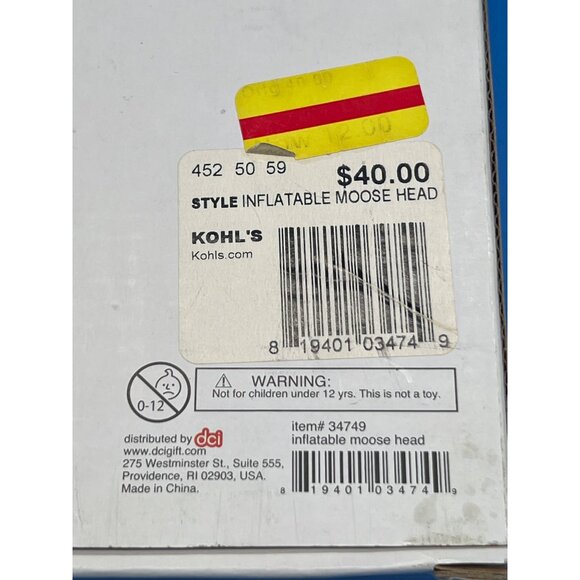 12.00
452 50 59
$40.00
STYLE INFLATABLE MOOSE HEAD
KOHL'S
Kohls.com
8 19401 03474 9
0-12
WARNING:
Not for children under 12 yrs. This is not a toy.
distributed by dci
www.dcigift.com
275 Westminster St., Suite 555,
Providence, RI 02903, USA.
Made in China.
item# 34749
inflatable moose head
8 19401 03474 9